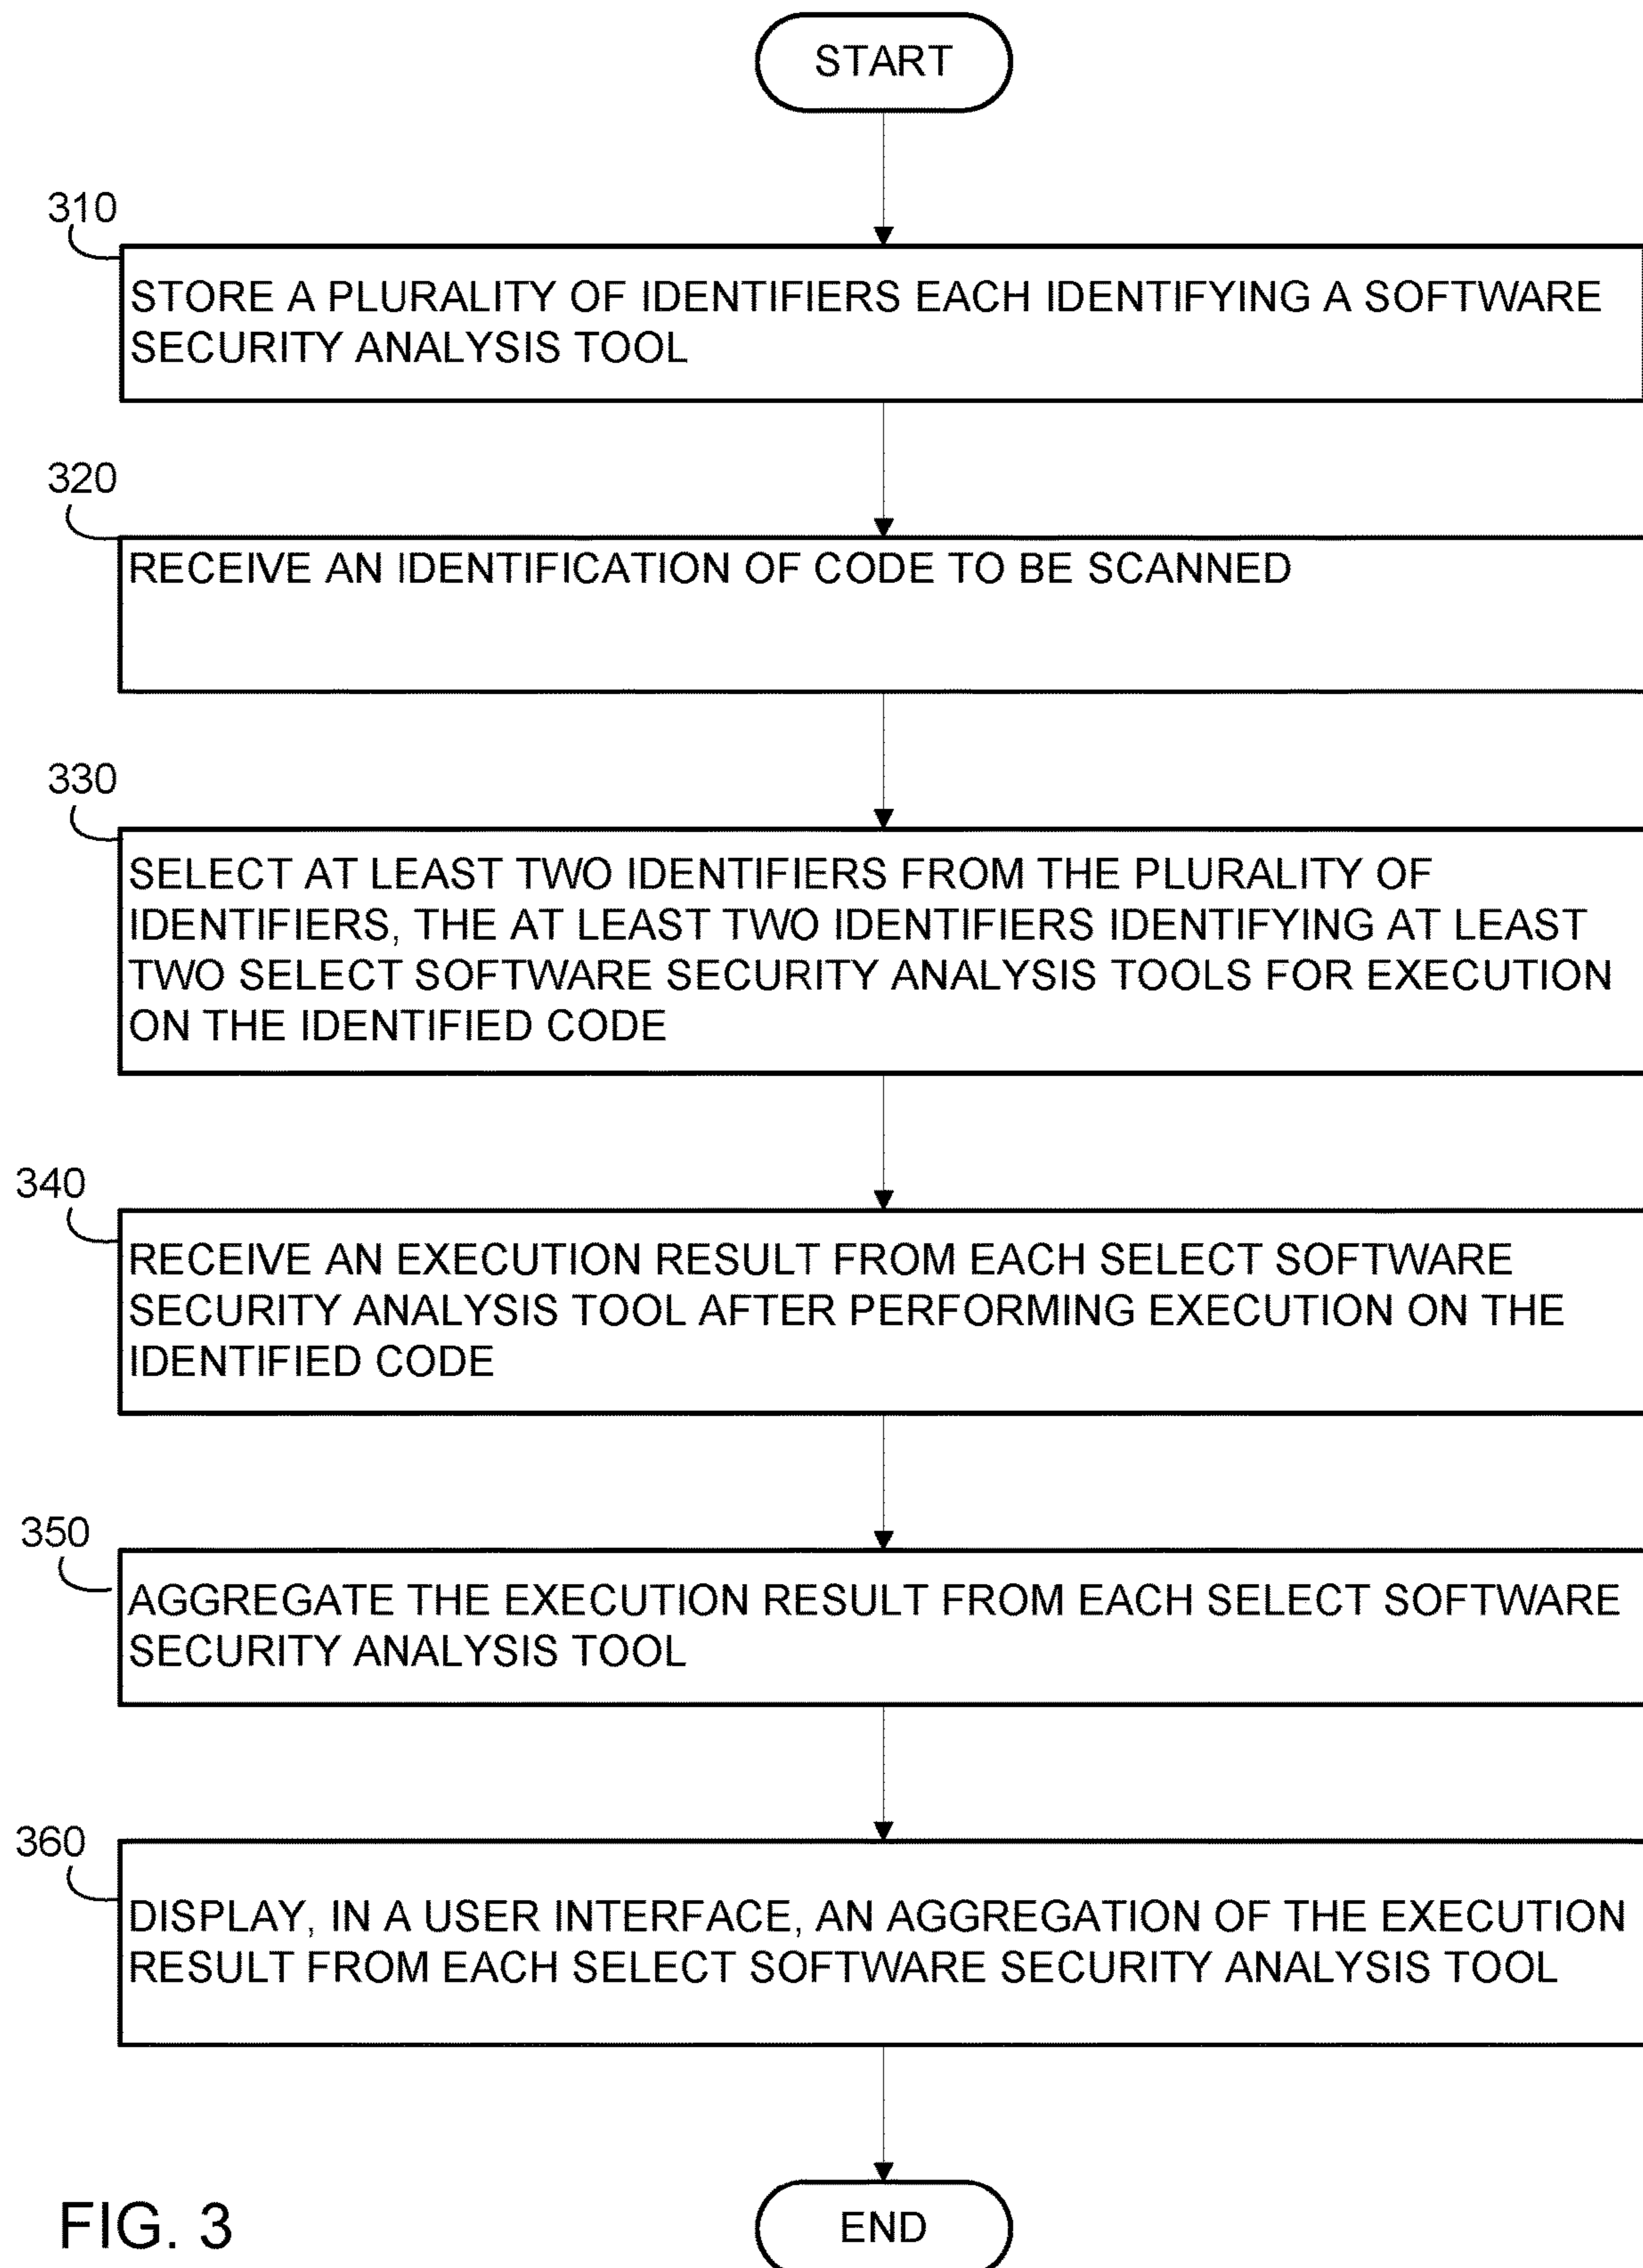 START
310
STORE A PLURALITY OF IDENTIFIERS EACH IDENTIFYING A SOFTWARE
SECURITY ANALYSIS TOOL
320
RECEIVE AN IDENTIFICATION OF CODE TO BE SCANNED
330
SELECT AT LEAST TWO IDENTIFIERS FROM THE PLURALITY OF
IDENTIFIERS, THE AT LEAST TWO IDENTIFIERS IDENTIFYING AT LEAST
TWO SELECT SOFTWARE SECURITY ANALYSIS TOOLS FOR EXECUTION
ON THE IDENTIFIED CODE
340
RECEIVE AN EXECUTION RESULT FROM EACH SELECT SOFTWARE
SECURITY ANALYSIS TOOL AFTER PERFORMING EXECUTION ON THE
IDENTIFIED CODE
350
AGGREGATE THE EXECUTION RESULT FROM EACH SELECT SOFTWARE
SECURITY ANALYSIS TOOL
360
DISPLAY, IN A USER INTERFACE, AN AGGREGATION OF THE EXECUTION
RESULT FROM EACH SELECT SOFTWARE SECURITY ANALYSIS TOOL
END
FIG. 3